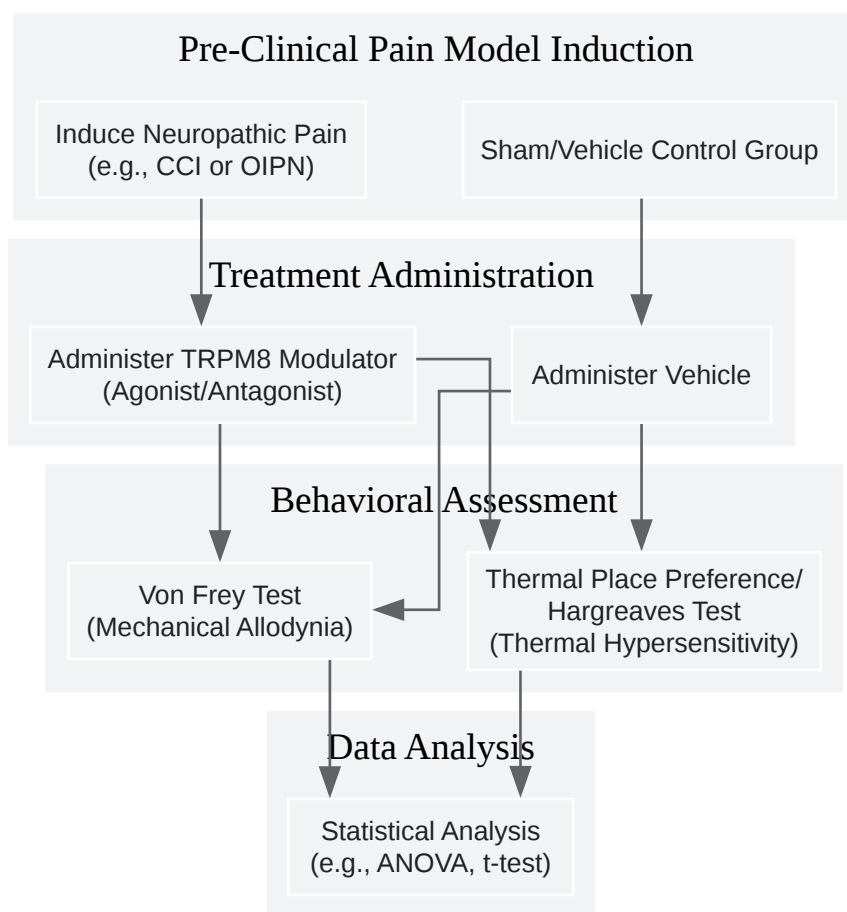 Pre-Clinical Pain Model Induction
Induce Neuropathic Pain
(e.g., CCI or OIPN)
Sham/Vehicle Control Group
Treatment Administration
Administer TRPM8 Modulator
(Agonist/Antagonist)
Administer Vehicle
Behavioral Assessment
Von Frey Test
(Mechanical Allodynia)
Thermal Place Preference/
Hargreaves Test
(Thermal Hypersensitivity)
Data Analysis
Statistical Analysis
(e.g., ANOVA, t-test)